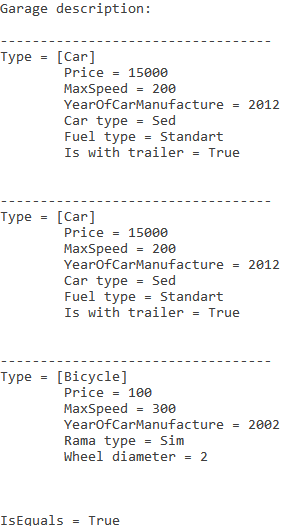 Garage description:
----------------------------------
Type = [Car]
Price = 15000
MaxSpeed = 200
YearOfCarManufacture = 2012
Car type = Sed
Fuel type = Standart
Is with trailer = True
----------------------------------
Type = [Car]
Price = 15000
MaxSpeed = 200
YearOfCarManufacture = 2012
Car type = Sed
Fuel type = Standart
Is with trailer = True
----------------------------------
Type = [Bicycle]
Price = 100
MaxSpeed = 300
YearOfCarManufacture = 2002
Rama type = Sim
Wheel diameter = 2
IsEquals = True